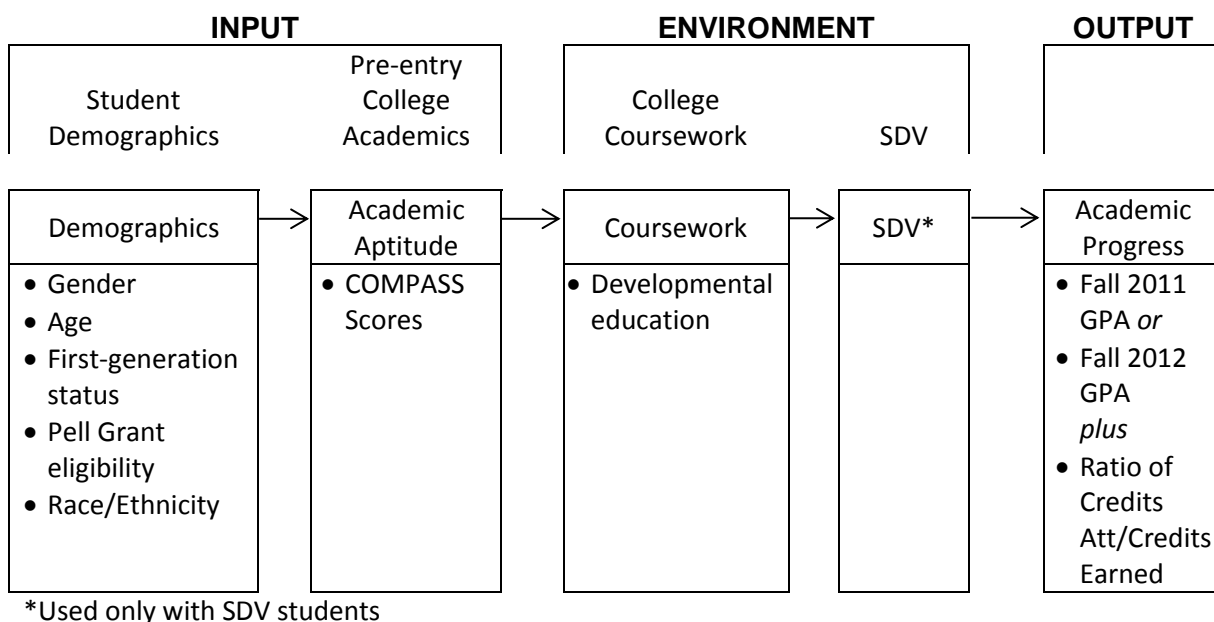 INPUT
ENVIRONMENT
OUTPUT
Student
Demographics
Pre-entry
College
Academics
College
Coursework
SDV
Demographics
• Gender
• Age
• First-generation
status
• Pell Grant
eligibility
• Race/Ethnicity
Academic
Aptitude
• COMPASS
Scores
Coursework
• Developmental
education
SDV*
Academic
Progress
• Fall 2011
GPA or
• Fall 2012
GPA
plus
• Ratio of
Credits
Att/Credits
Earned
*Used only with SDV students